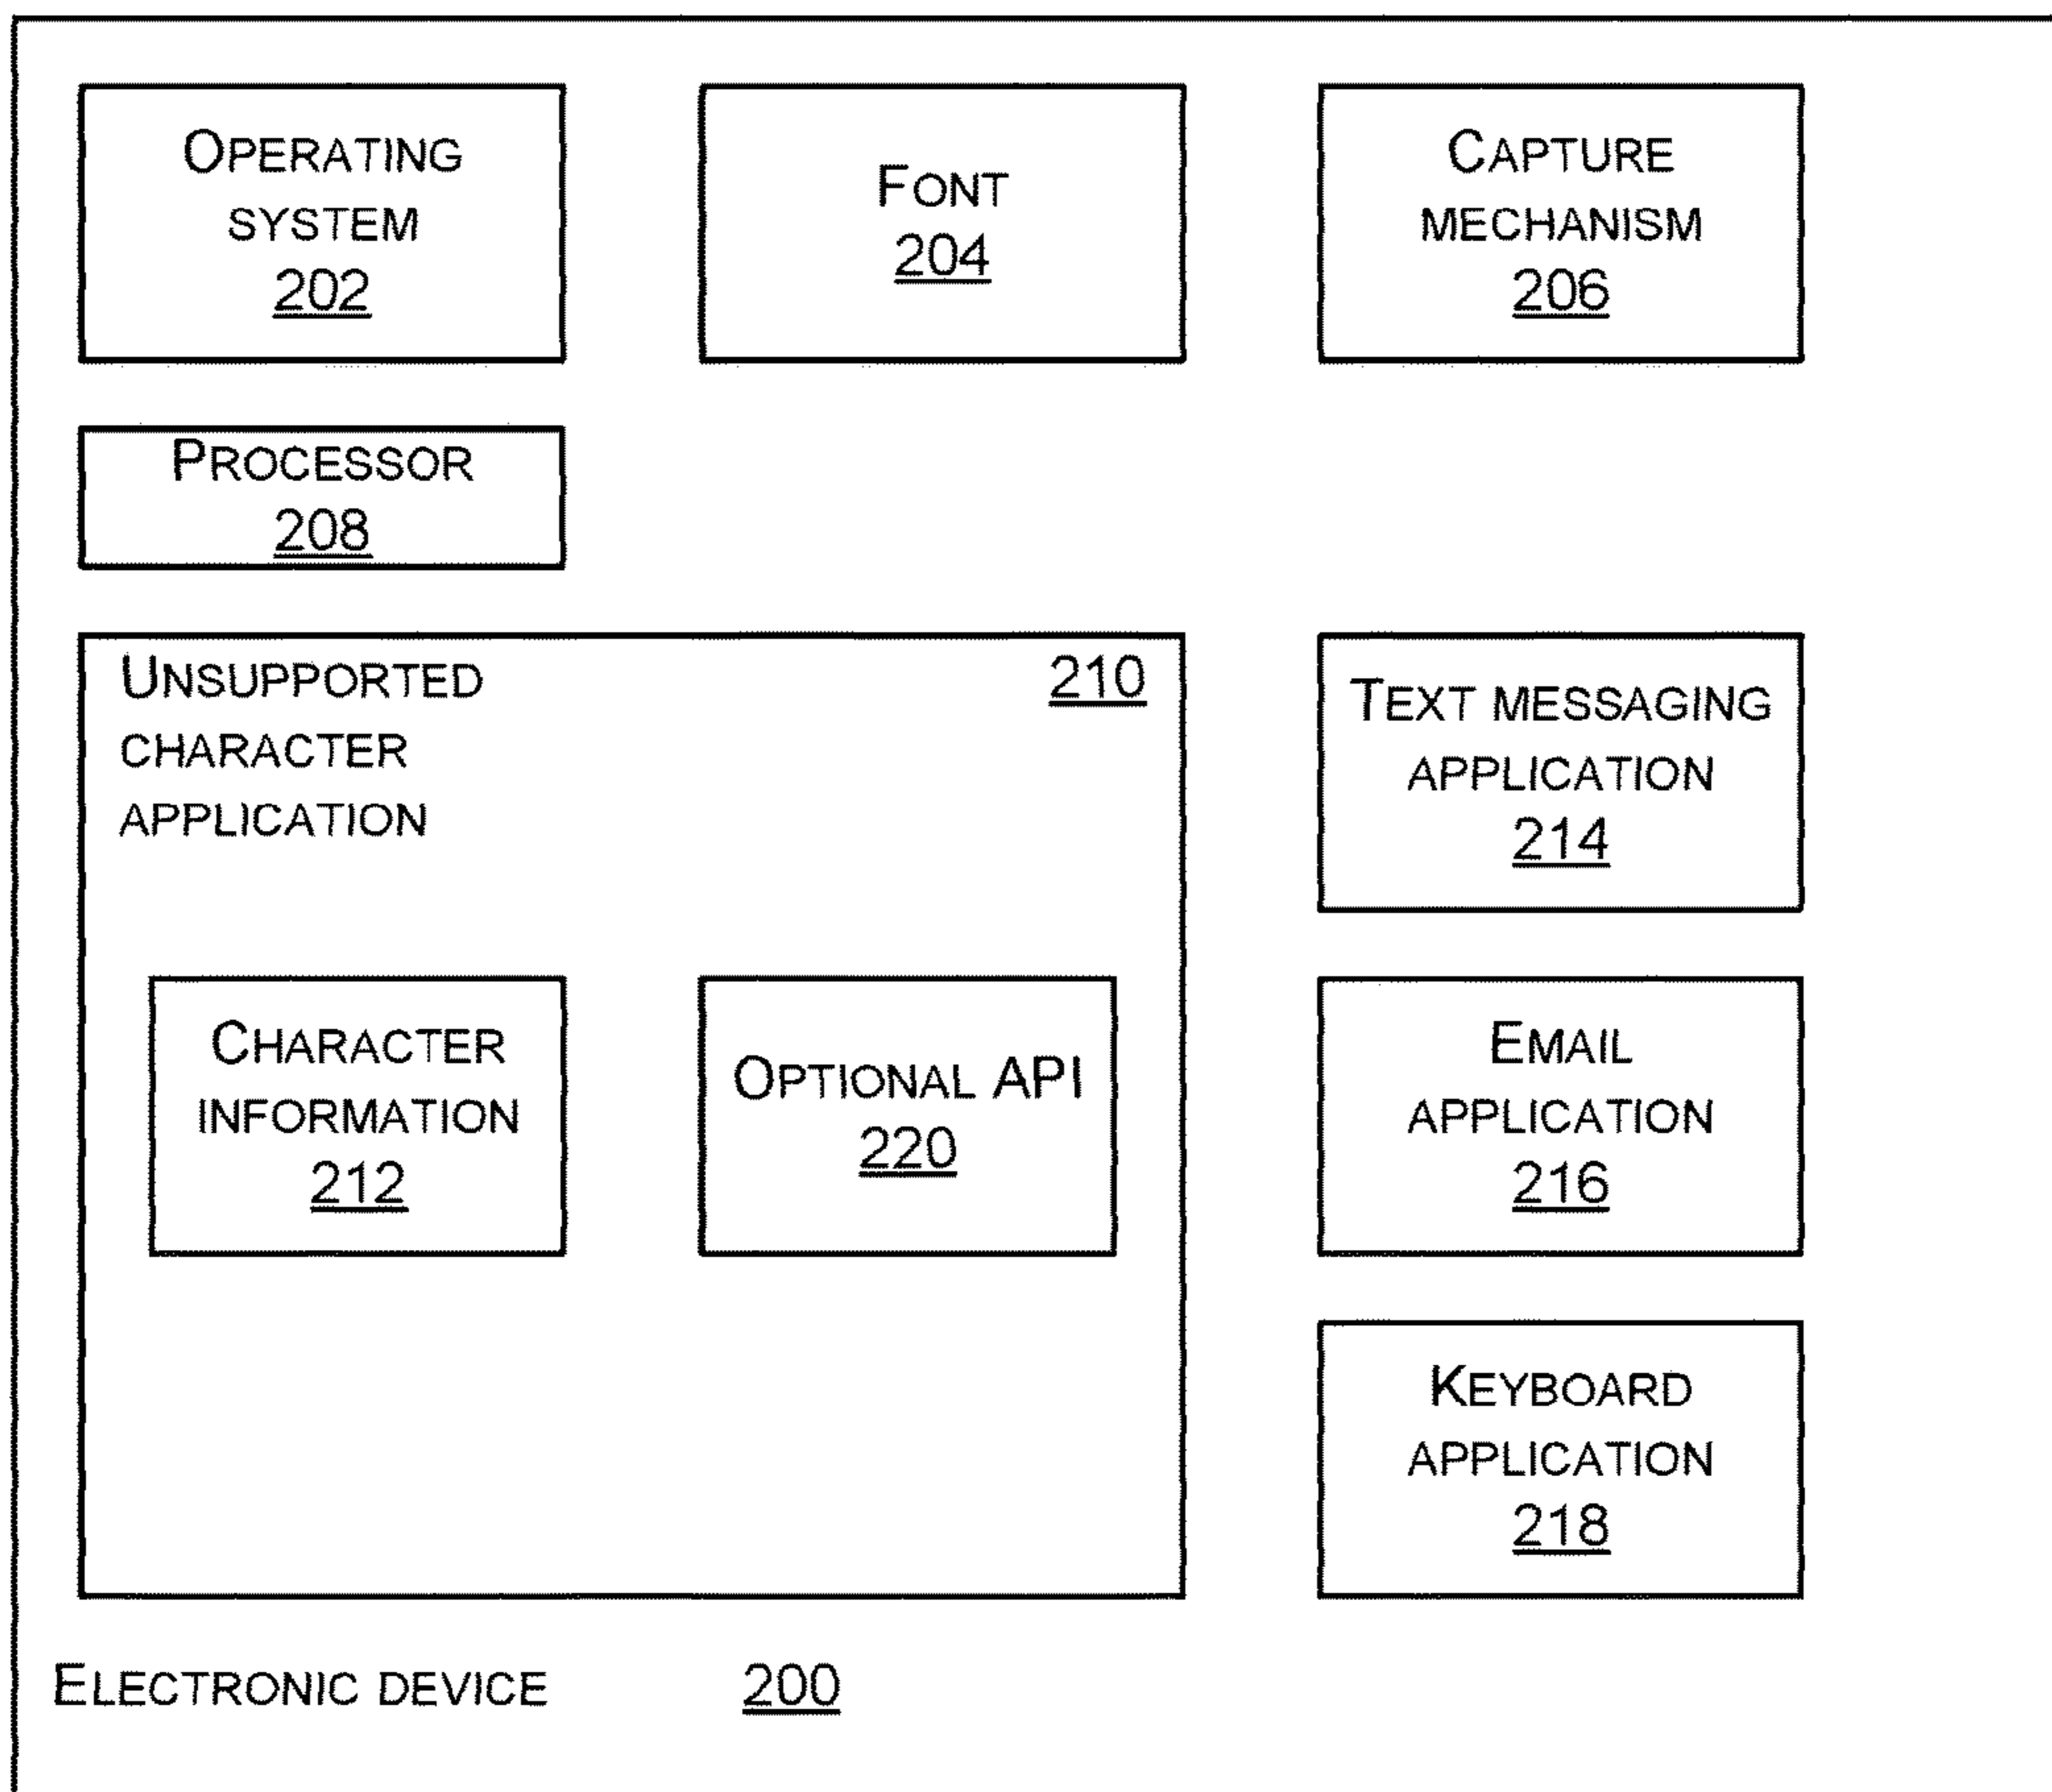 OPERATING
SYSTEM
202
FONT
204
CAPTURE
MECHANISM
206
PROCESSOR
208
UNSUPPORTED
CHARACTER
APPLICATION
210
CHARACTER
INFORMATION
212
OPTIONAL API
220
TEXT MESSAGING
APPLICATION
214
EMAIL
APPLICATION
216
KEYBOARD
APPLICATION
218
ELECTRONIC DEVICE 200